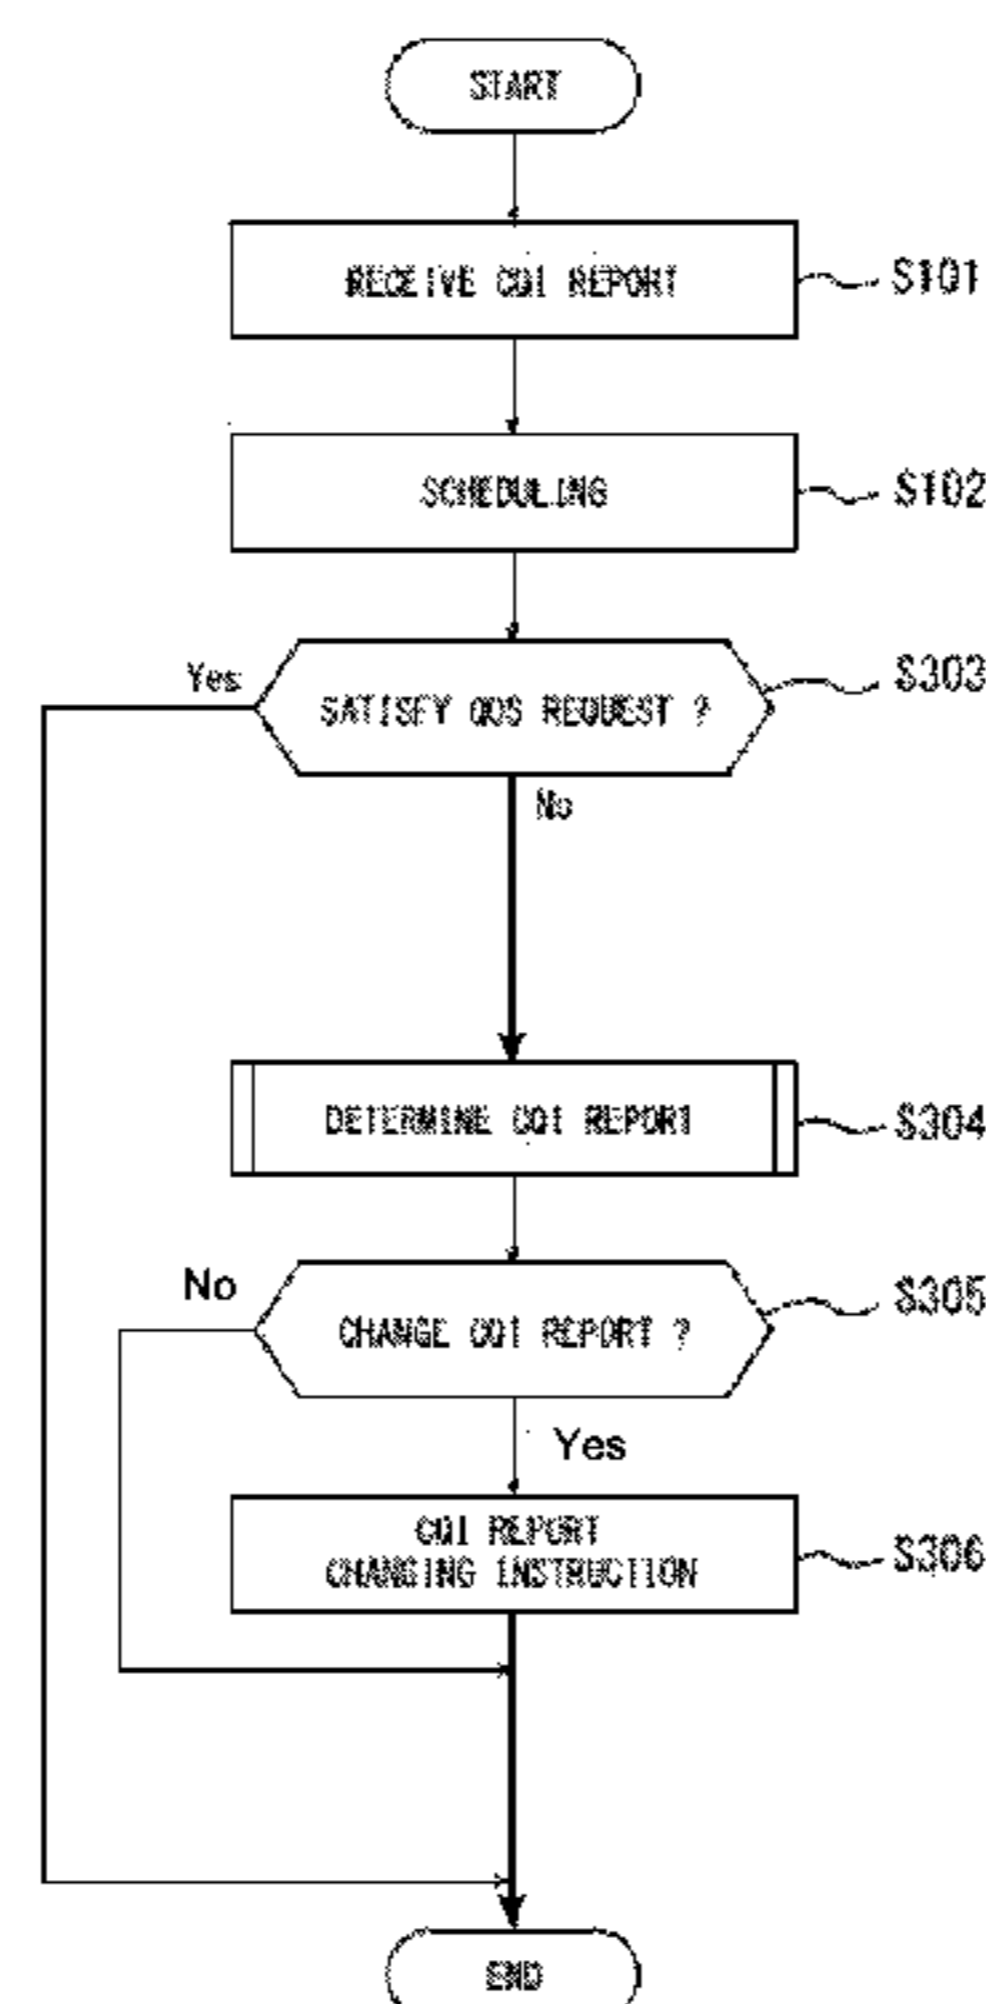 START
RECEIVE CQI REPORT
S101
SCHEDULING
S102
Yes
SATISFY QOS REQUEST ?
S303
No
DETERMINE CQI REPORT
S304
No
CHANGE CQI REPORT ?
S305
Yes
CQI REPORT
CHANGING INSTRUCTION
S306
END